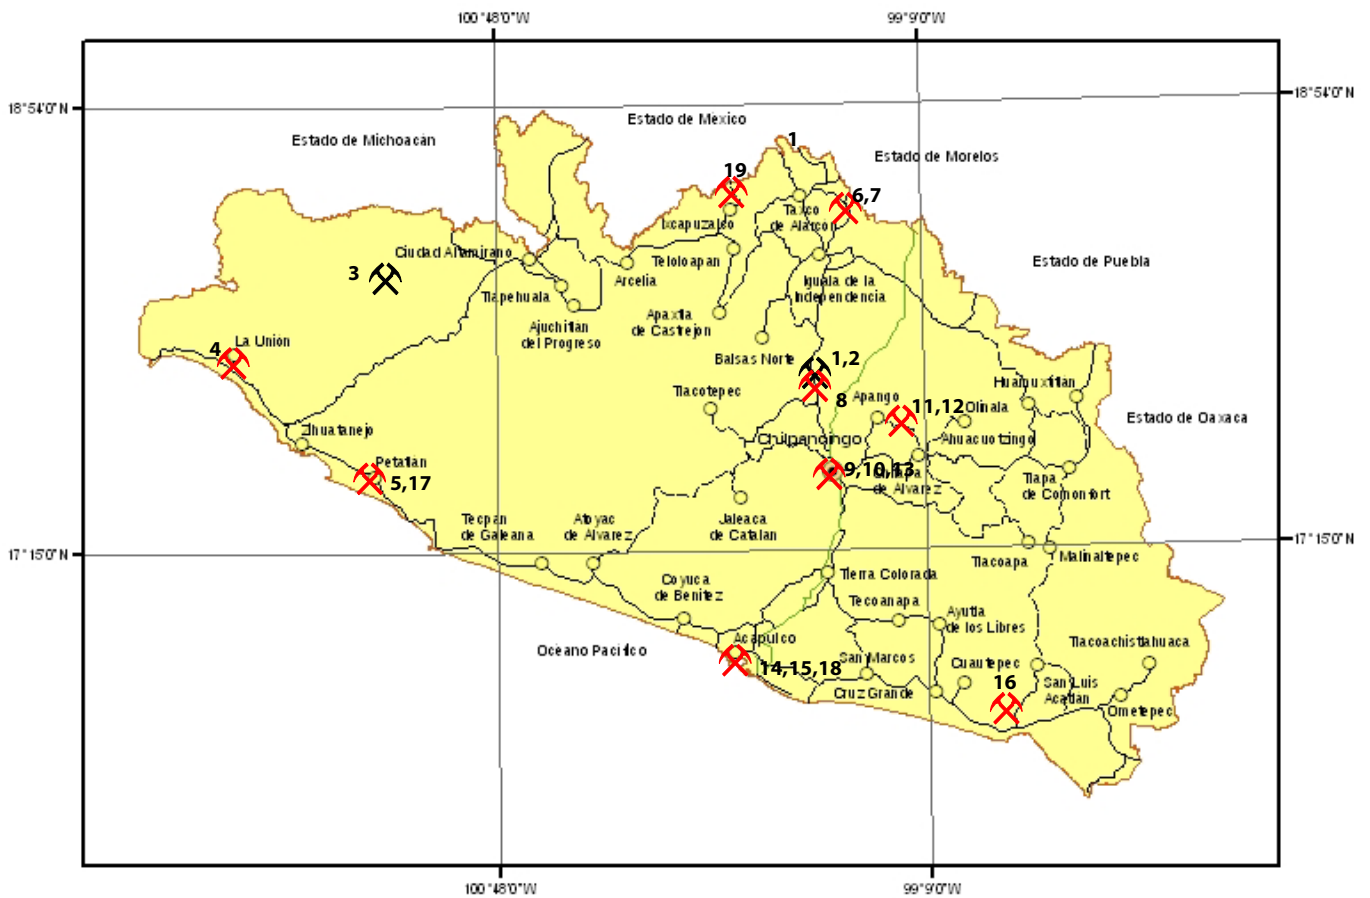 100°48'0"W
99°9'0"W
18°54'0"N
18°54'0"N
Estado de Mexico
Estado de Michoacán
1
Estado de Morelos
19
6,7
Taxco
de Alarcon
Ixcapuzalco
Ciudad Altamirano
Teloloapan
Estado de Puebla
3
Arcelia
Iguala de la
Independencia
Tlapehuala
Apaxtla
de Castrejon
Ajuchitlan
del Progreso
La Unión
4
Balsas Norte
1,2
Huamuxtitlán
Tlacotepec
8
Apango
11,12
Olinala
Estado de Oaxaca
Zihuatanejo
Chilpancingo
Ahuacuotzingo
Petatlán
5,17
9,10,13
Chilapa
de Alvarez
Tlapa
de Comonfort
Tecpan
de Galeana
Atoyac
de Alvarez
Jaleaca
de Catalan
17°15'0"N
17°15'0"N
Tlacoapa
Malinaltepec
Tierra Colorada
Coyuca
de Benitez
Tecoanapa
Ayutla
de los Libres
Océano Pacifico
Acapulco
Tlacoachistlahuaca
14,15,18
San Marcos
Cuautepec
16
Cruz Grande
San Luis
Acatlan
Ometepec
100°48'0"W
99°9'0"W